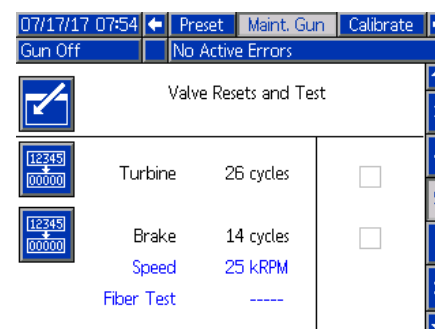 07/17/17 07:54 Preset Maint. Gun Calibrate
Gun Off No Active Errors
Valve Resets and Test
12345
00000
Turbine 26 cycles
12345
00000
Brake 14 cycles
Speed 25 kRPM
Fiber Test -----